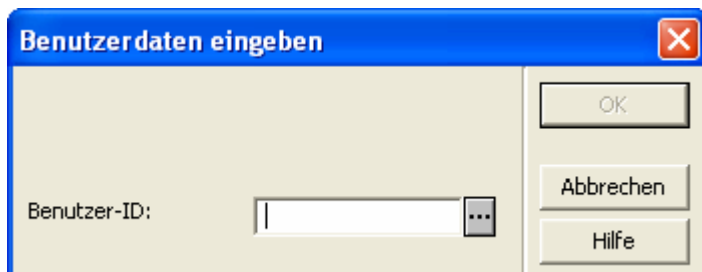 Benutzerdaten eingeben
OK
Abbrechen
Benutzer-ID:
...
Hilfe